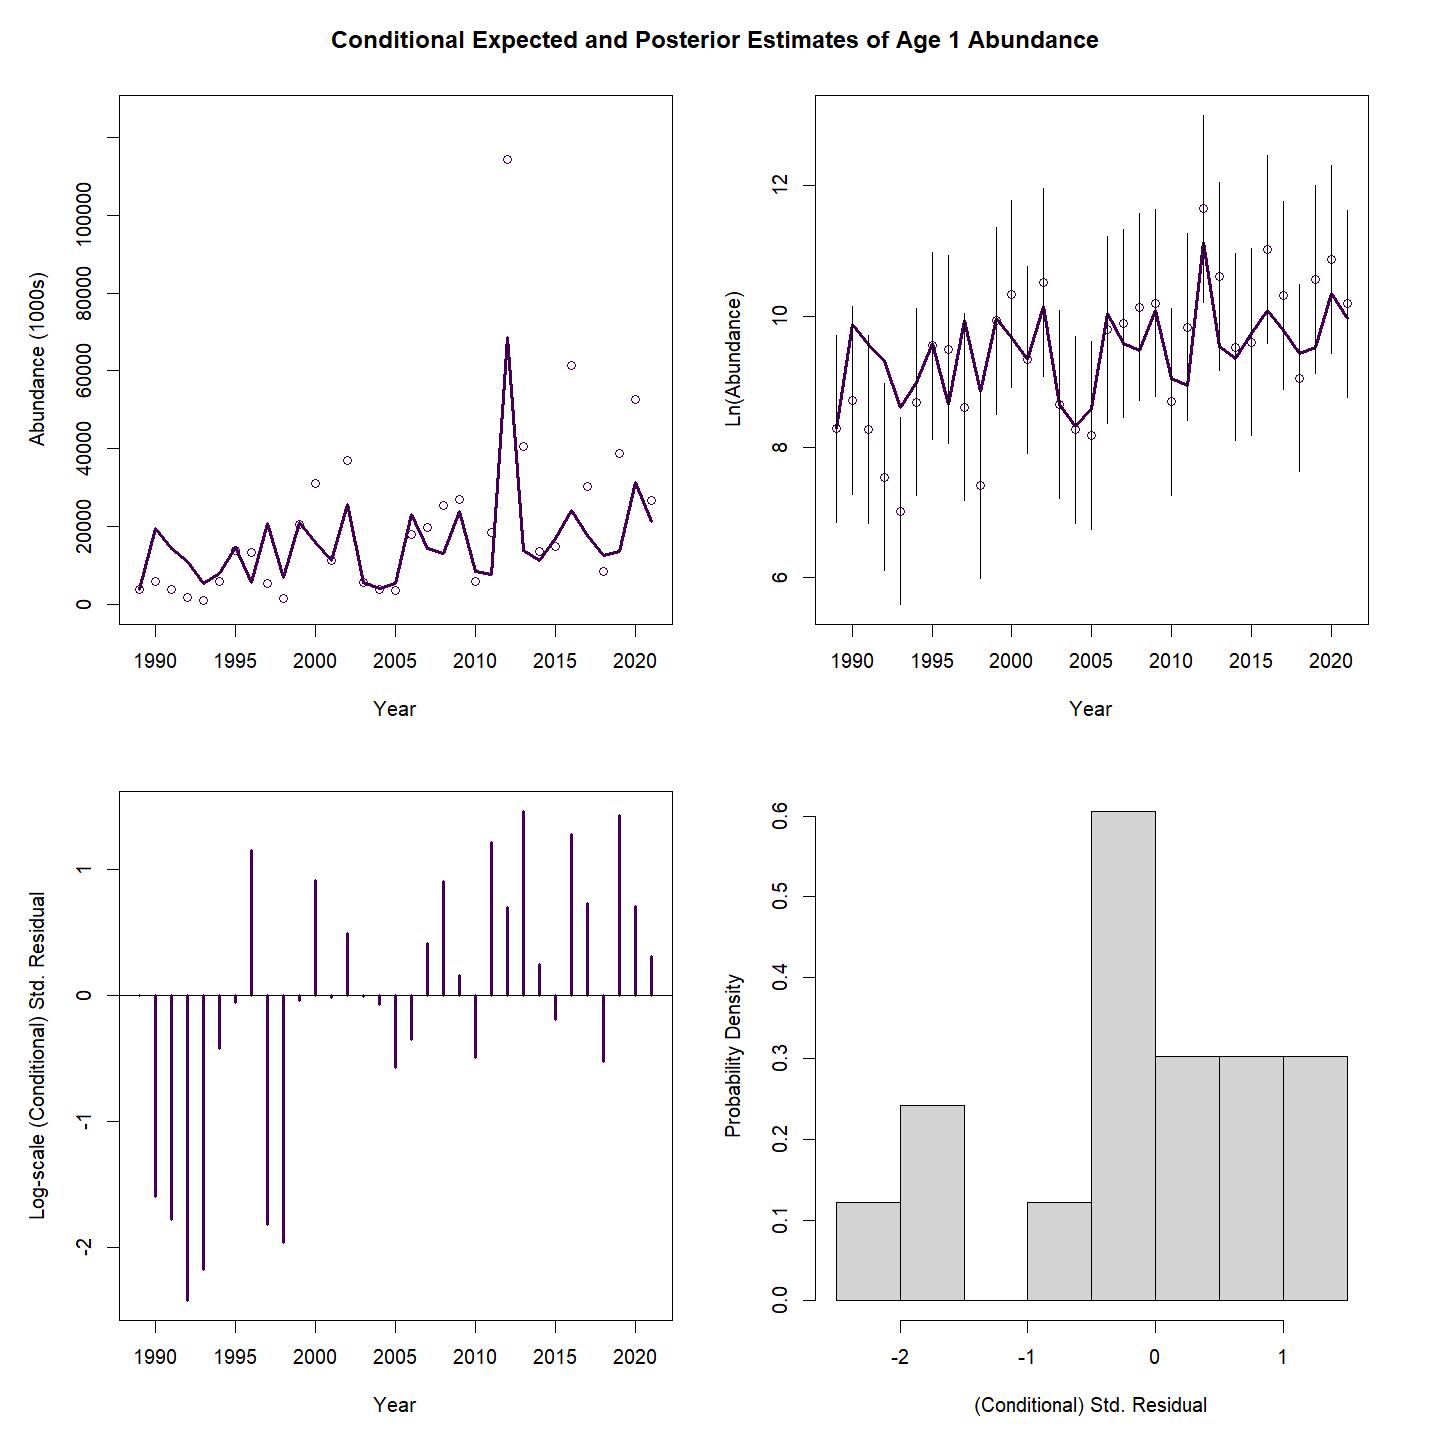 Conditional Expected and Posterior Estimates of Age 1 Abundance
Abundance (1000s)
0 20000 40000 60000 80000 100000
1990 1995 2000 2005 2010 2015 2020
Year
Ln(Abundance)
6 8 10 12
1990 1995 2000 2005 2010 2015 2020
Year
Log-scale (Conditional) Std. Residual
-2 -1 0 1
1990 1995 2000 2005 2010 2015 2020
Year
Probability Density
0.0 0.1 0.2 0.3 0.4 0.5 0.6
-2 -1 0 1
(Conditional) Std. Residual